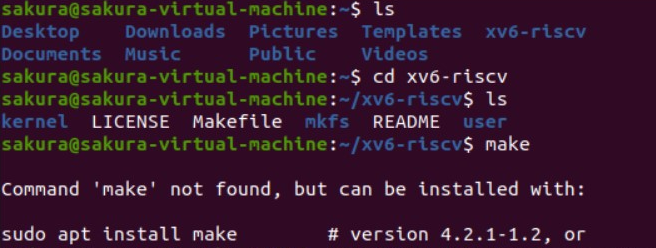 sakura@sakura-virtual-machine:~$ ls
Desktop    Downloads  Pictures  Templates  xv6-riscv
Documents  Music      Public    Videos
sakura@sakura-virtual-machine:~$ cd xv6-riscv
sakura@sakura-virtual-machine:~/xv6-riscv$ ls
kernel  LICENSE  Makefile  mkfs  README  user
sakura@sakura-virtual-machine:~/xv6-riscv$ make
Command 'make' not found, but can be installed with:
sudo apt install make        # version 4.2.1-1.2, or